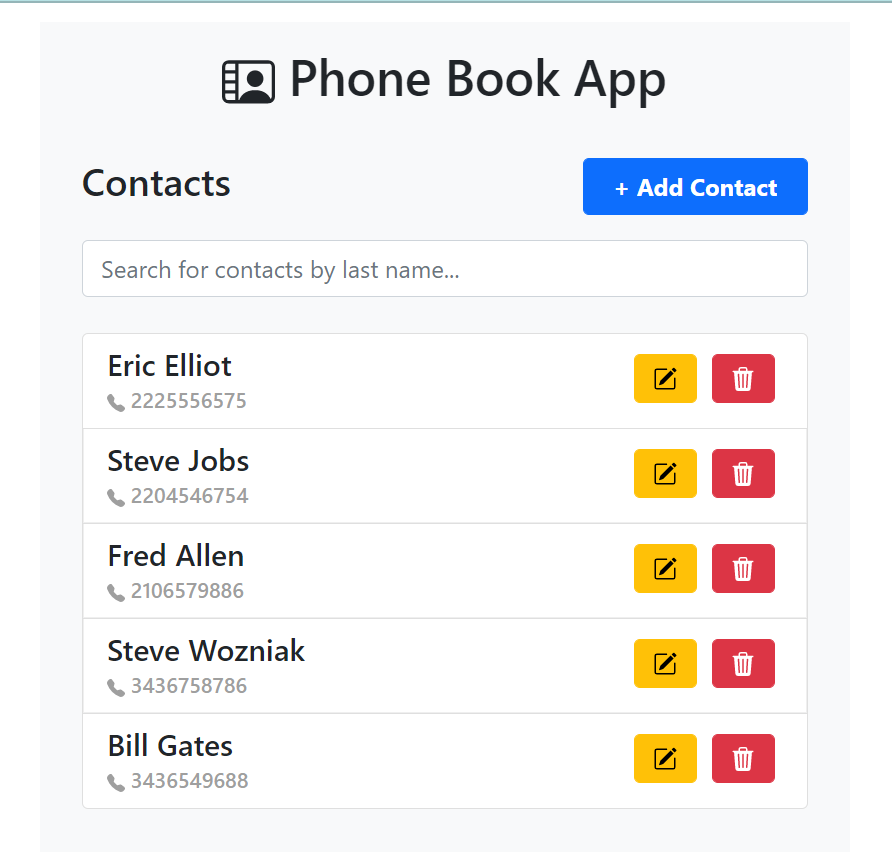 Phone Book App
Contacts
+ Add Contact
Search for contacts by last name...
Eric Elliot
2225556575
Steve Jobs
2204546754
Fred Allen
2106579886
Steve Wozniak
3436758786
Bill Gates
3436549688